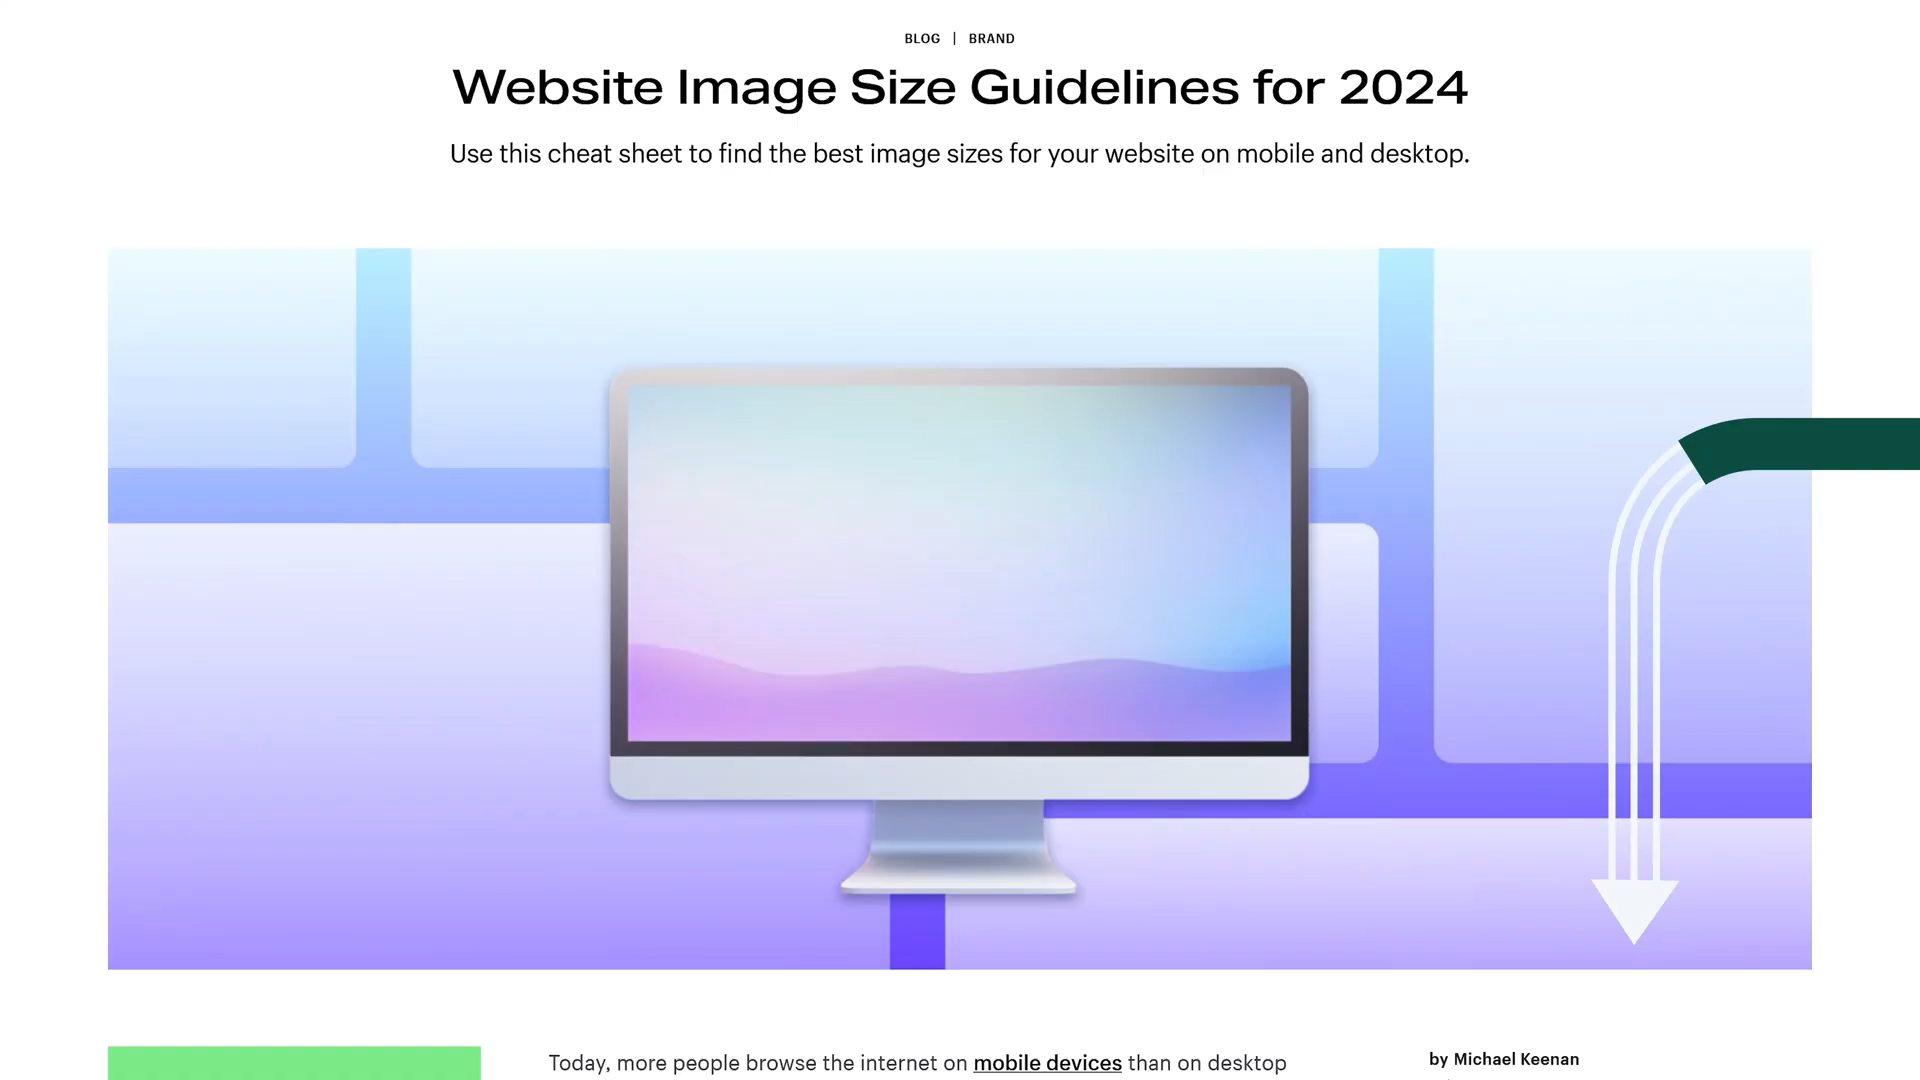 BLOG | BRAND
Website Image Size Guidelines for 2024
Use this cheat sheet to find the best image sizes for your website on mobile and desktop.
Today, more people browse the internet on mobile devices than on desktop
by Michael Keenan